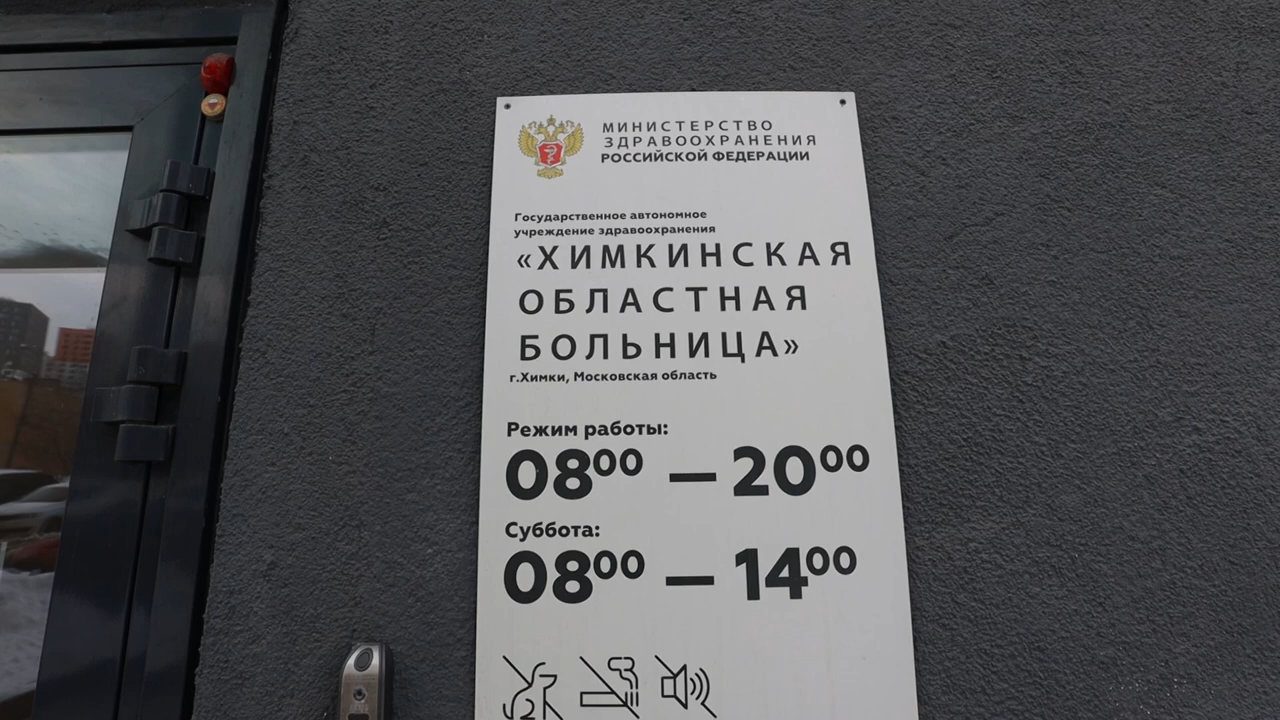 МИНИСТЕРСТВО
ЗДРАВООХРАНЕНИЯ
РОССИЙСКОЙ ФЕДЕРАЦИИ
Государственное автономное
учреждение здравоохранения
«ХИМКИНСКАЯ
ОБЛАСТНАЯ
БОЛЬНИЦА»
г.Химки, Московская область
Режим работы:
08⁰⁰ — 20⁰⁰
Суббота:
08⁰⁰ — 14⁰⁰